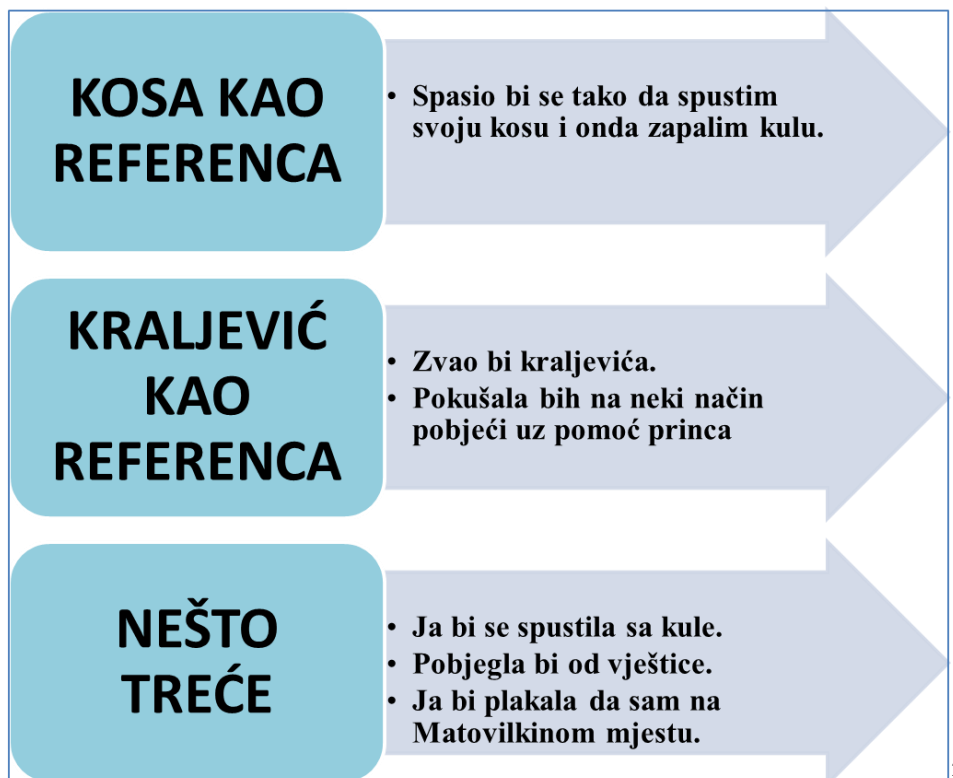 KOSA KAO
REFERENCA
• Spasio bi se tako da spustim
svoju kosu i onda zapalim kulu.
KRALJEVIĆ
KAO
REFERENCA
• Zvao bi kraljevića.
• Pokušala bih na neki način
pobjeći uz pomoć princa
NEŠTO
TREĆE
• Ja bi se spustila sa kule.
• Pobjegla bi od vještice.
• Ja bi plakala da sam na
Matovilkinom mjestu.